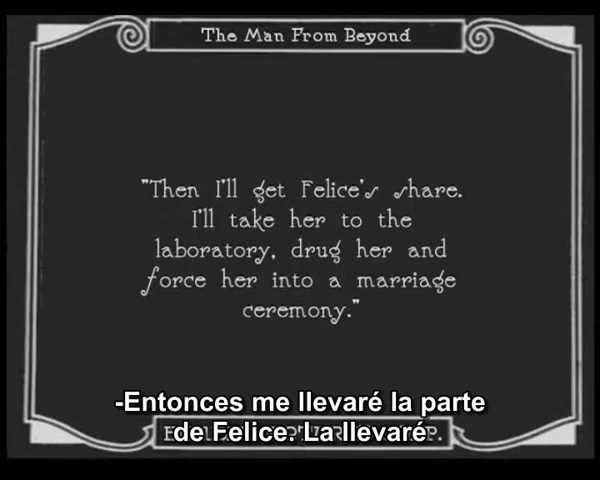 The Man From Beyond
"Then I'll get Felice's share.
I'll take her to the
laboratory, drug her and
force her into a marriage
ceremony."
-Entonces me llevaré la parte
de Felice. La llevaré